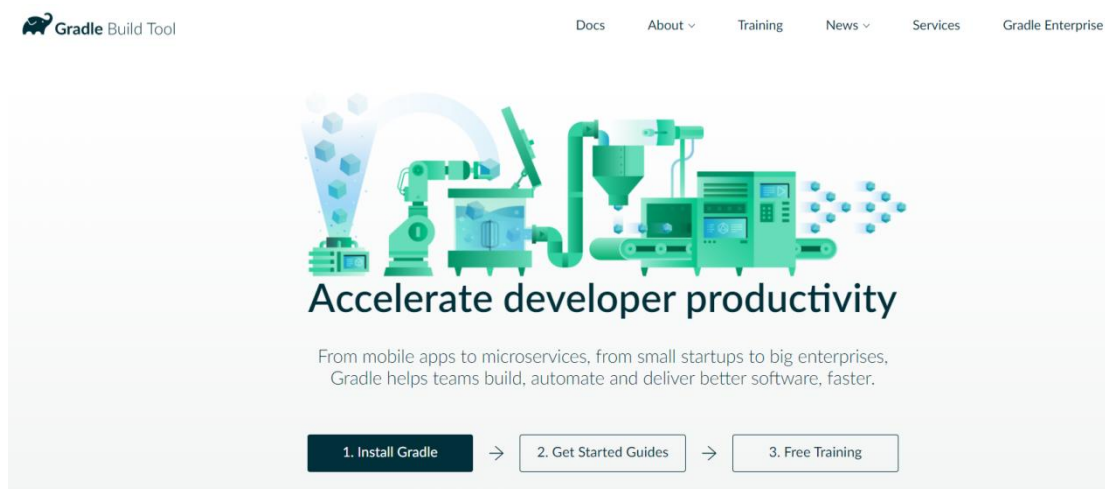 Gradle Build Tool
Docs About Training News Services Gradle Enterprise
Accelerate developer productivity
From mobile apps to microservices, from small startups to big enterprises,
Gradle helps teams build, automate and deliver better software, faster.
1. Install Gradle → 2. Get Started Guides → 3. Free Training